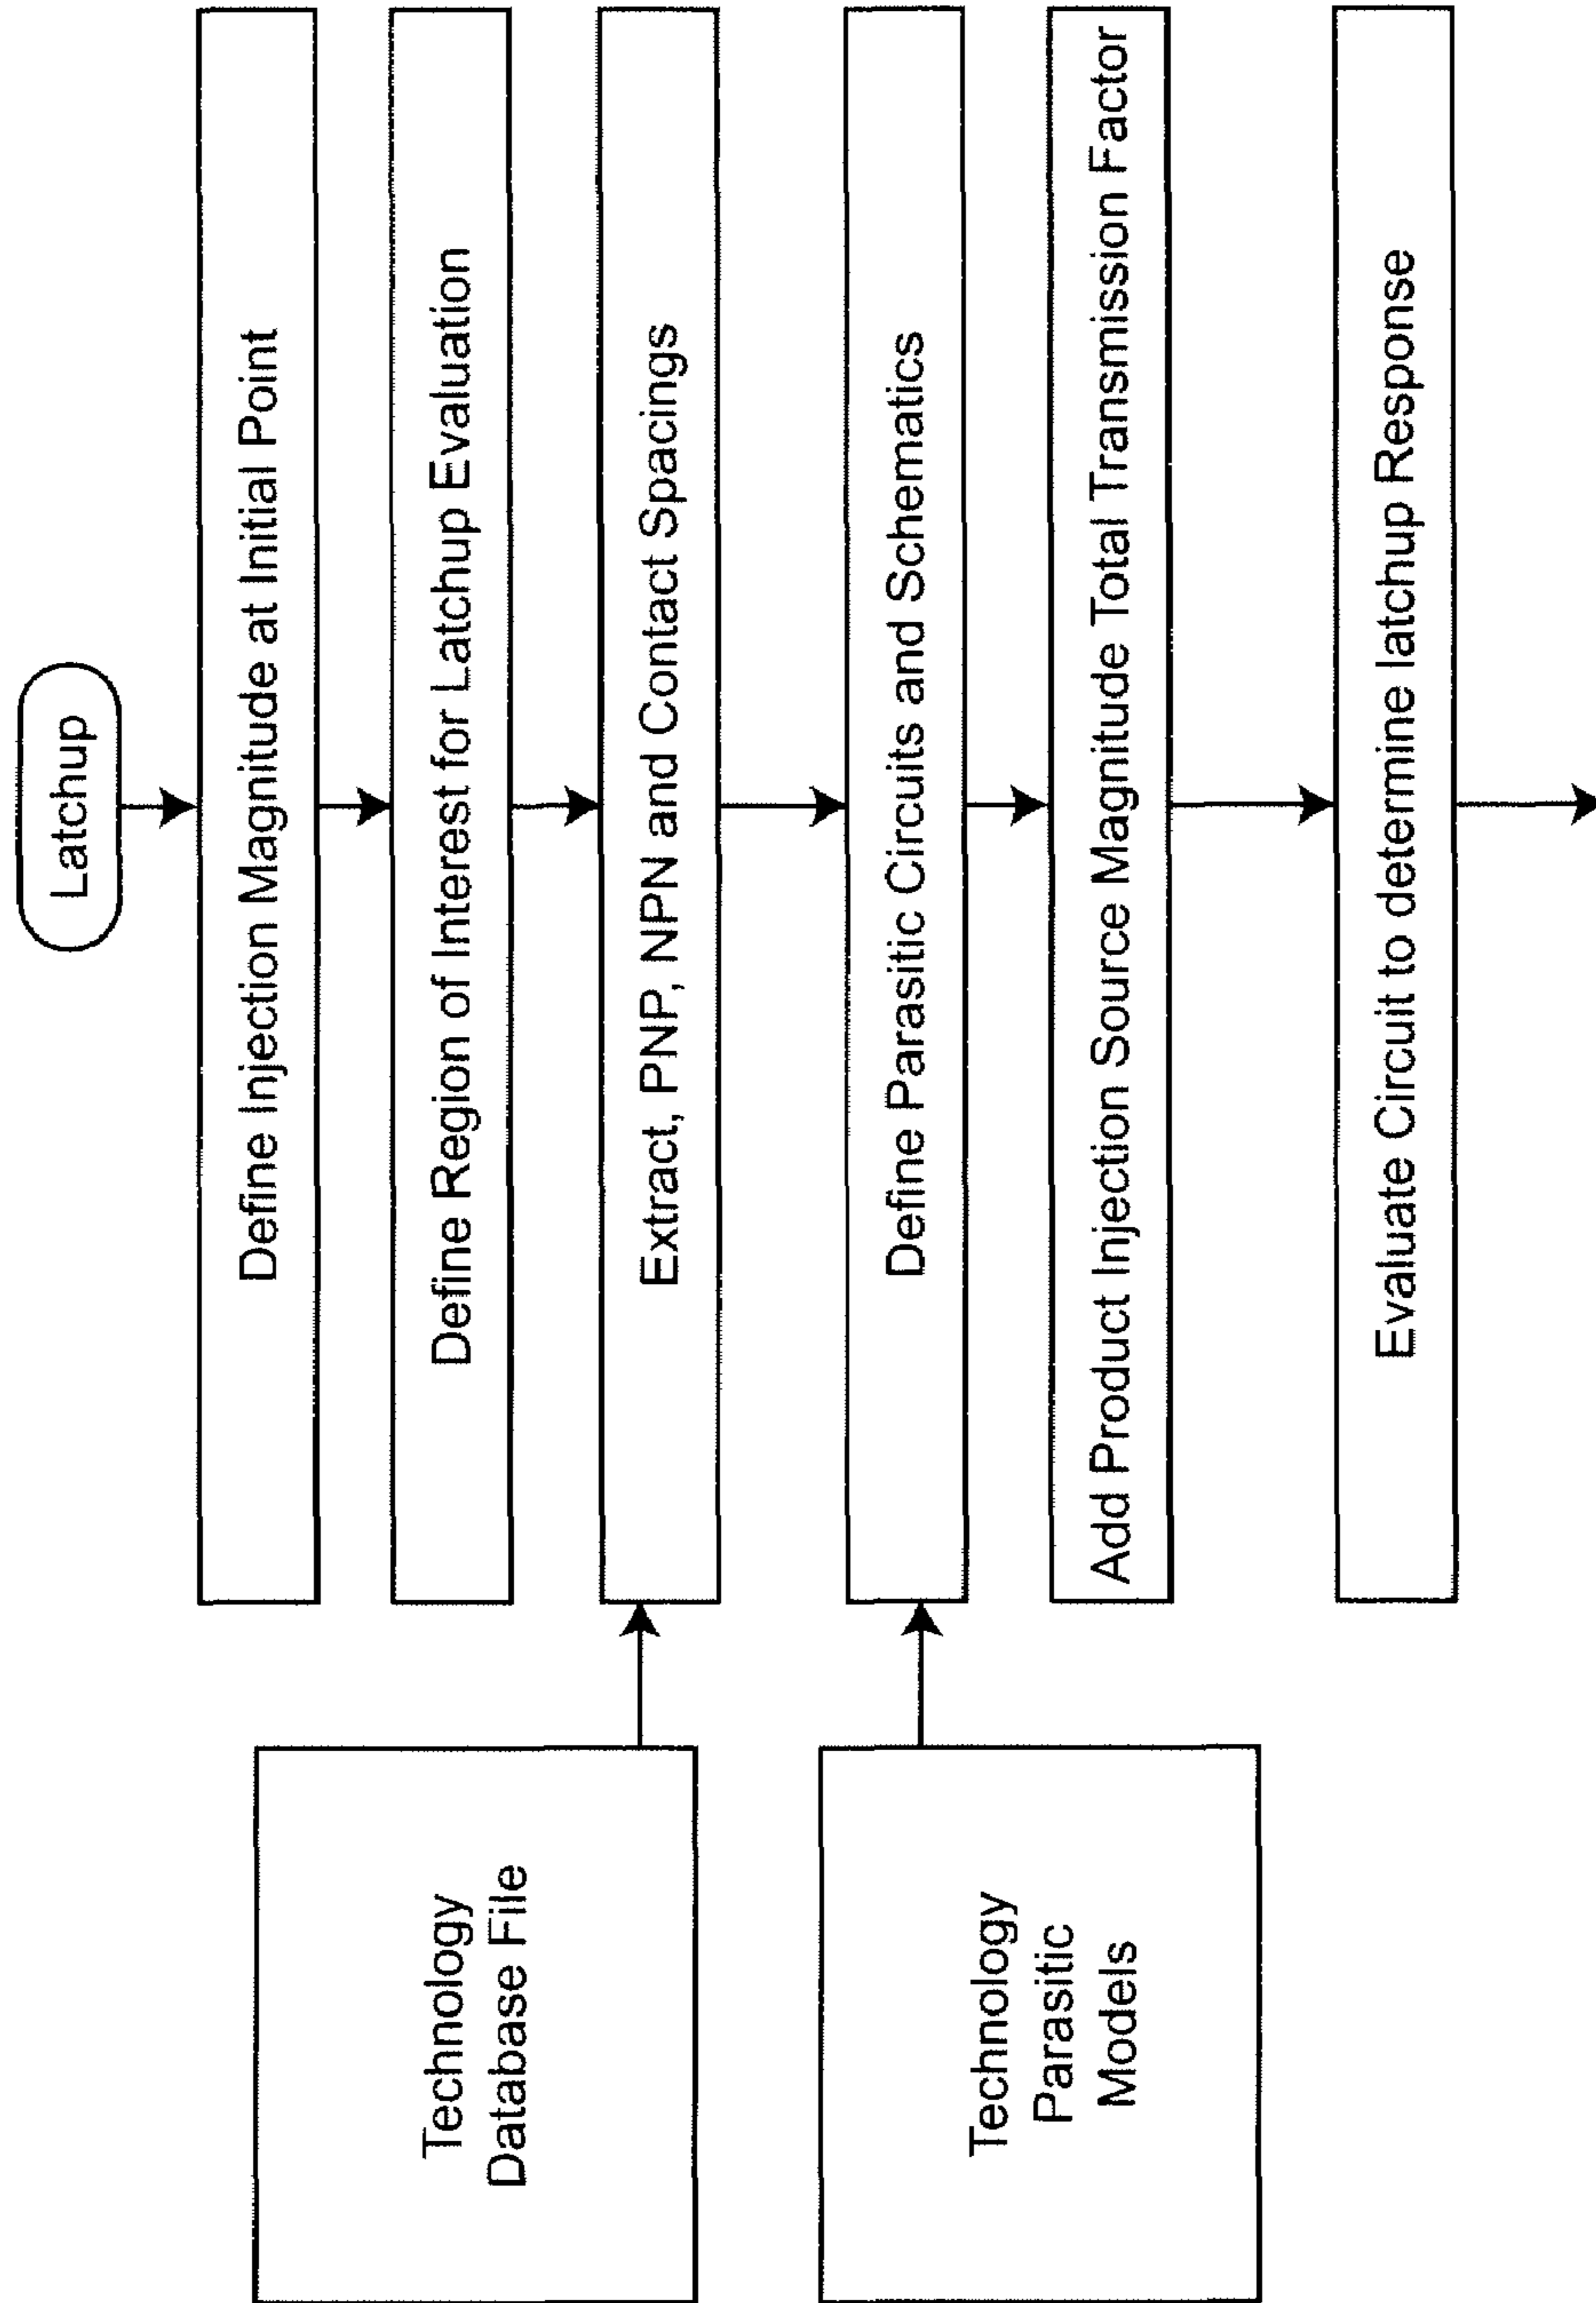 Latchup
Define Injection Magnitude at Initial Point
Define Region of Interest for Latchup Evaluation
Technology
Database File
Extract, PNP, NPN and Contact Spacings
Technology
Parasitic
Models
Define Parasitic Circuits and Schematics
Add Product Injection Source Magnitude Total Transmission Factor
Evaluate Circuit to determine latchup Response